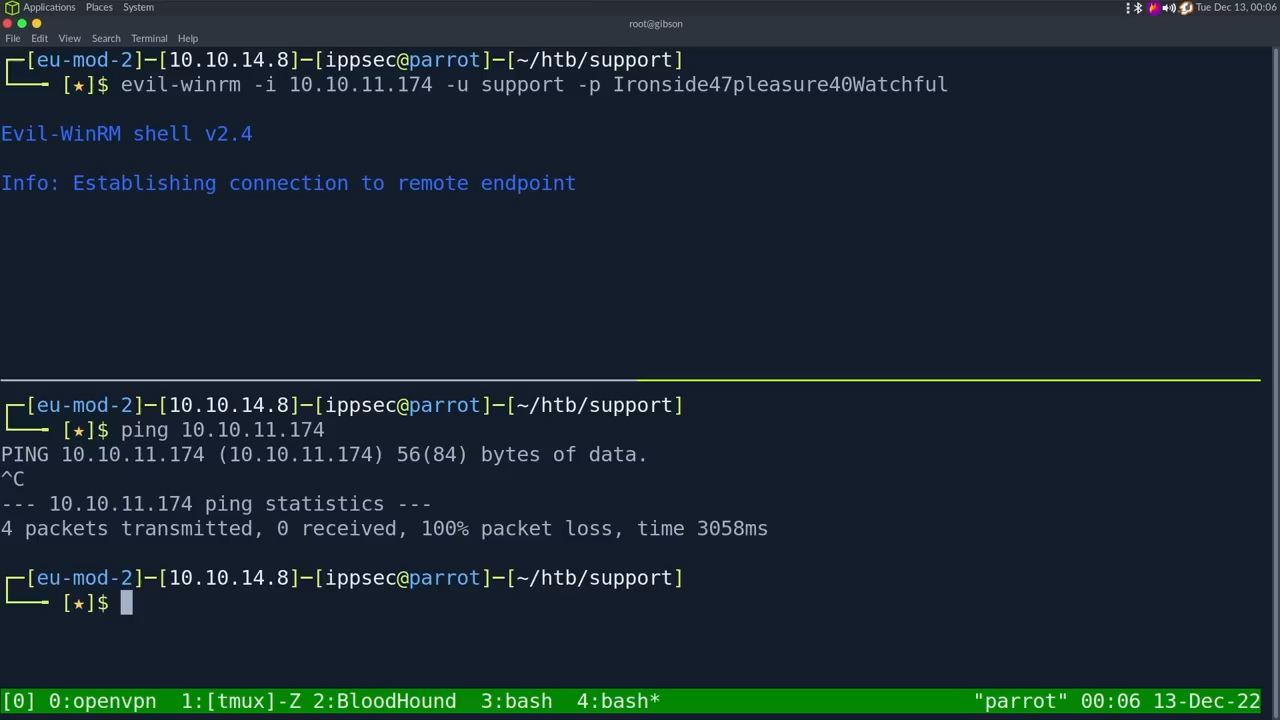 Applications Places System
Tue Dec 13, 00:06
root@gibson
File Edit View Search Terminal Help
┌─[eu-mod-2]─[10.10.14.8]─[ippsec@parrot]─[~/htb/support]
└──╼ [★]$ evil-winrm -i 10.10.11.174 -u support -p Ironside47pleasure40Watchful
Evil-WinRM shell v2.4
Info: Establishing connection to remote endpoint
┌─[eu-mod-2]─[10.10.14.8]─[ippsec@parrot]─[~/htb/support]
└──╼ [★]$ ping 10.10.11.174
PING 10.10.11.174 (10.10.11.174) 56(84) bytes of data.
^C
--- 10.10.11.174 ping statistics ---
4 packets transmitted, 0 received, 100% packet loss, time 3058ms
┌─[eu-mod-2]─[10.10.14.8]─[ippsec@parrot]─[~/htb/support]
└──╼ [★]$
[0] 0:openvpn 1:[tmux]-Z 2:BloodHound 3:bash 4:bash* "parrot" 00:06 13-Dec-22